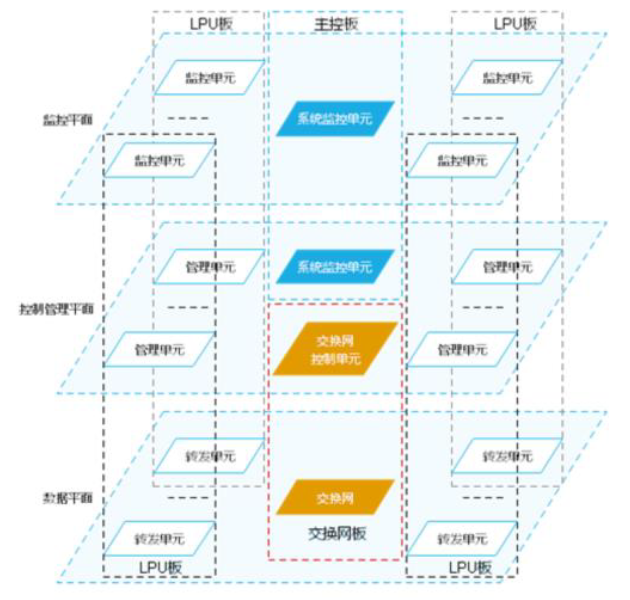 LPU板
主控板
LPU板
监控单元
监控单元
监控平面
系统监控单元
监控单元
监控单元
管理单元
系统监控单元
管理单元
控制管理平面
交换网
控制单元
管理单元
管理单元
转发单元
转发单元
数据平面
交换网
转发单元
交换网板
转发单元
LPU板
LPU板